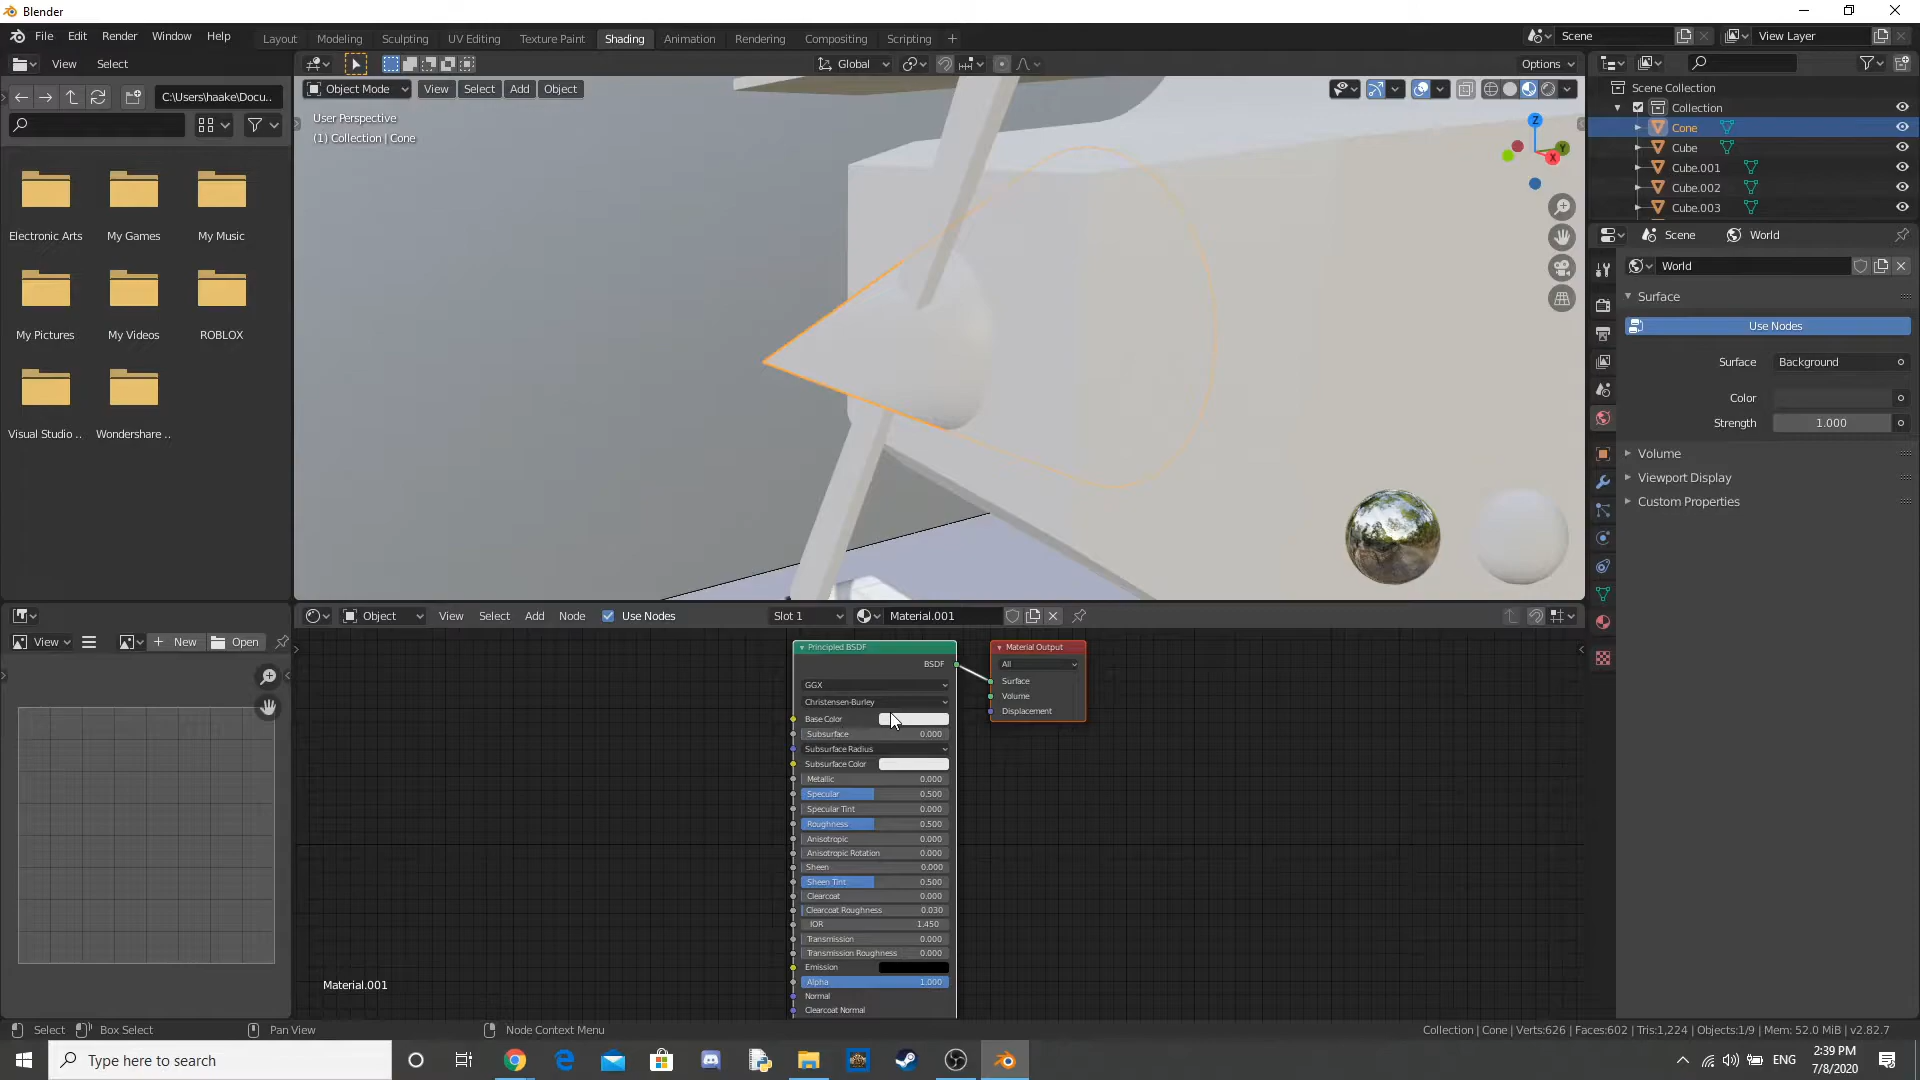 Blender
File Edit Render Window Help
Layout Modeling Sculpting UV Editing Texture Paint Shading Animation Rendering Compositing Scripting +
Scene
View Layer
View Select
Global
Options
C:\Users\haake\Docu..
Object Mode View Select Add Object
User Perspective
(1) Collection | Cone
Z
Y
X
Electronic Arts
My Games
My Music
My Pictures
My Videos
ROBLOX
Visual Studio ..
Wondershare ..
Scene Collection
Collection
Cone
Cube
Cube.001
Cube.002
Cube.003
Scene
World
World
Surface
Use Nodes
Surface
Background
Color
Strength
1.000
Volume
Viewport Display
Custom Properties
View
New
Open
Object View Select Add Node Use Nodes
Slot 1
Material.001
Principled BSDF
BSDF
GGX
Christensen-Burley
Base Color
Subsurface 0.000
Subsurface Radius
Subsurface Color
Metallic 0.000
Specular 0.500
Specular Tint 0.000
Roughness 0.500
Anisotropic 0.000
Anisotropic Rotation 0.000
Sheen 0.000
Sheen Tint 0.500
Clearcoat 0.000
Clearcoat Roughness 0.030
IOR 1.450
Transmission 0.000
Transmission Roughness 0.000
Emission
Alpha 1.000
Normal
Clearcoat Normal
Material Output
All
Surface
Volume
Displacement
Material.001
Select
Box Select
Pan View
Node Context Menu
Collection | Cone | Verts:626 | Faces:602 | Tris:1,224 | Objects:1/9 | Mem: 52.0 MiB | v2.82.7
Type here to search
ENG
2:39 PM
7/8/2020